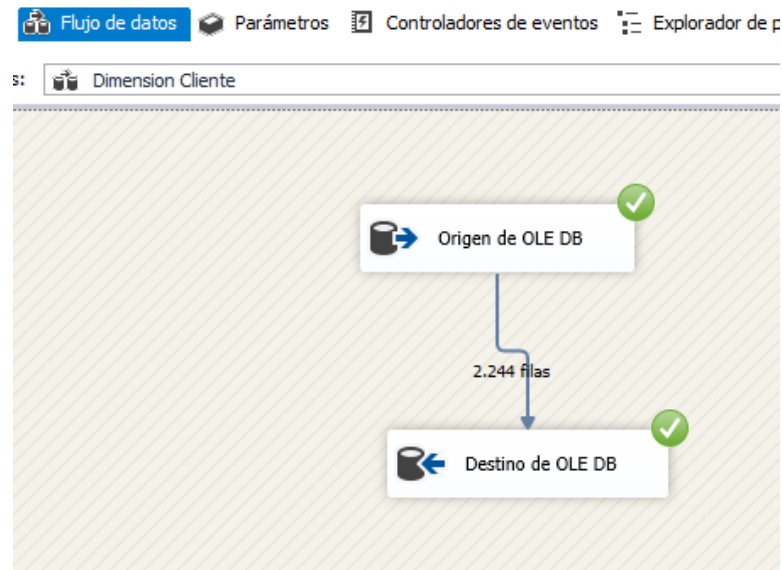 Flujo de datos Parámetros Controladores de eventos Explorador de p
s: Dimension Cliente
Origen de OLE DB
2.244 filas
Destino de OLE DB